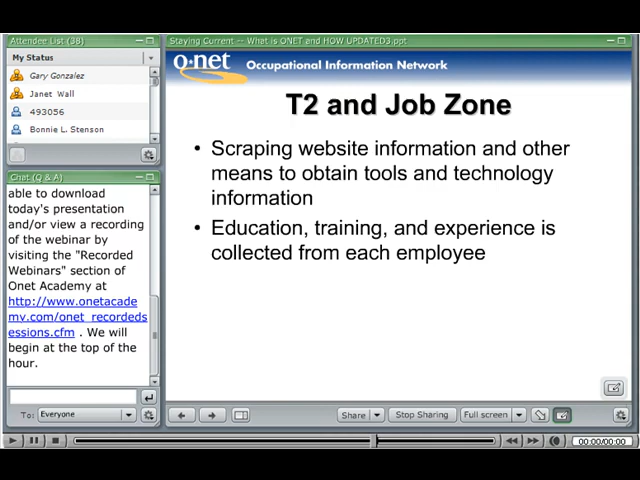 Attendee List (38)
My Status
Gary Gonzalez
Janet Wall
493056
Bonnie L. Stenson
Chat (Q & A)
able to download
today's presentation
and/or view a recording
of the webinar by
visiting the "Recorded
Webinars" section of
Onet Academy at
http://www.onetacade
my.com/onet_recordeds
essions.cfm . We will
begin at the top of the
hour.
To: Everyone
Staying Current -- What is ONET and HOW UPDATED3.ppt
o·net Occupational Information Network
T2 and Job Zone
• Scraping website information and other
means to obtain tools and technology
information
• Education, training, and experience is
collected from each employee
Share Stop Sharing Full screen
00:00/00:00